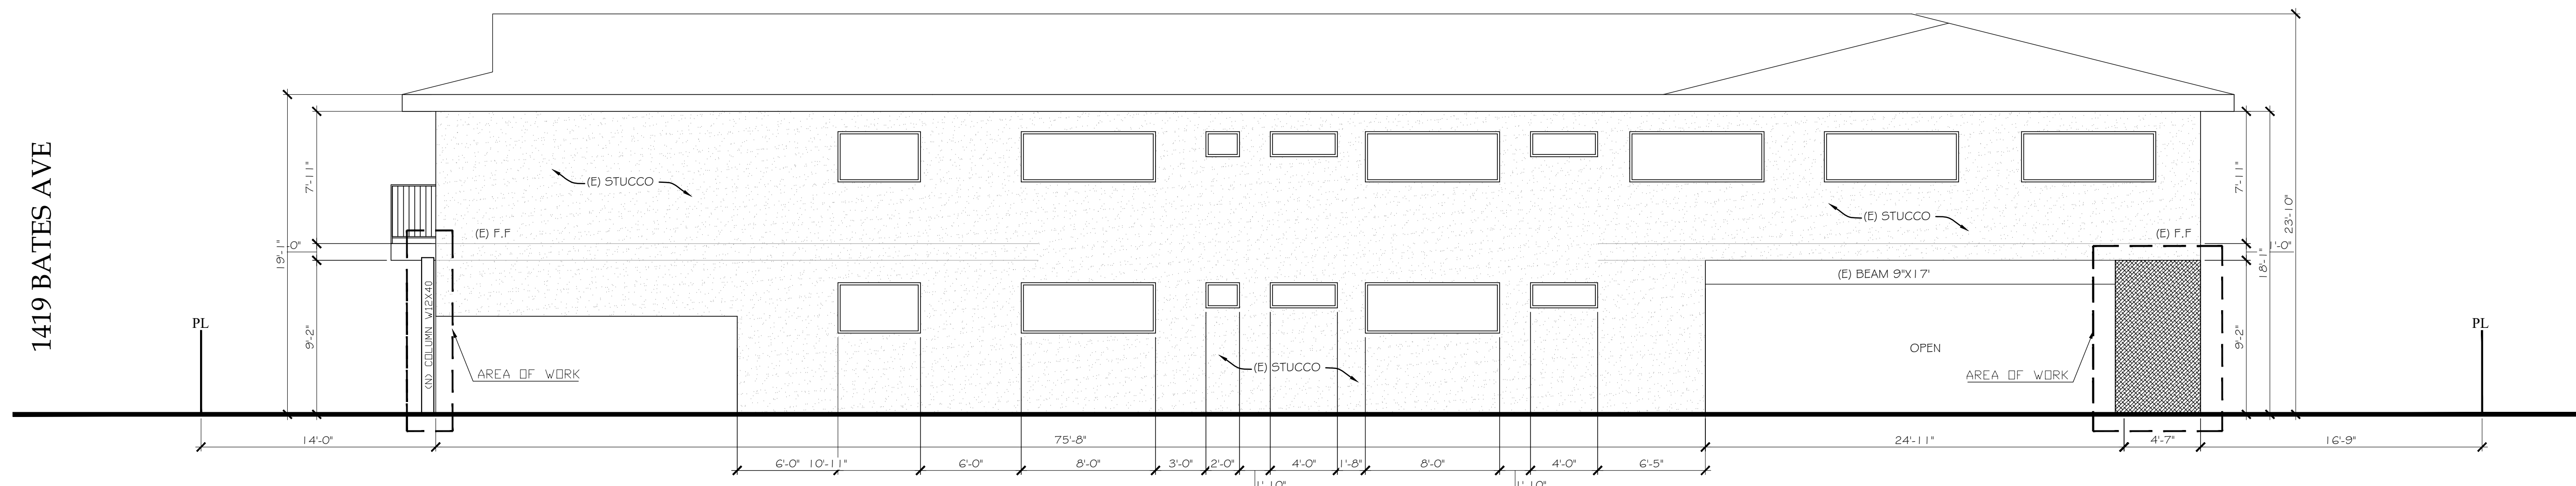 1419 BATES AVE
19'-1"
7'-11"
9'-2"
PL
(E) STUCCO
(E) F.F
(N) COLUMN W12X40
AREA OF WORK
(E) STUCCO
(E) STUCCO
(E) F.F
(E) BEAM 9"X17'
OPEN
AREA OF WORK
7'-11"
1'-0"
9'-2"
18'-1"
23'-10"
PL
14'-0"
75'-8"
24'-11"
4'-7"
16'-9"
6'-0" 10'-11" 6'-0" 8'-0" 3'-0" 2'-0" 4'-0" 1'-8" 8'-0" 4'-0" 6'-5"
1'-10" 1'-10"